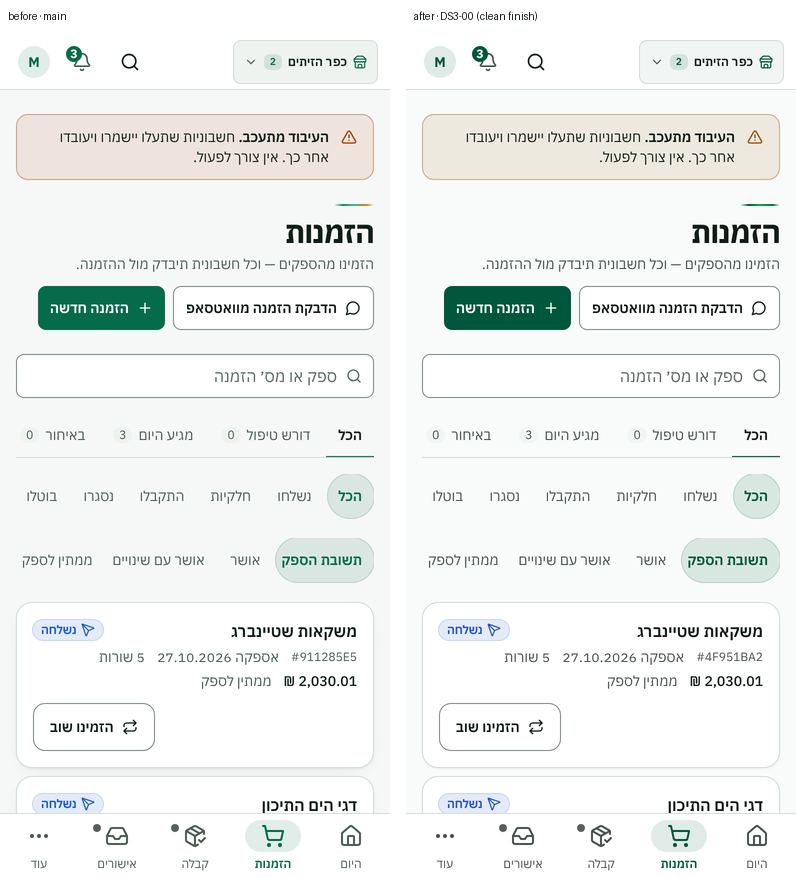 before · main
כפר הזיתים 2
3
M
העיבוד מתעכב. חשבוניות שתעלו יישמרו ויעובדו
אחר כך. אין צורך לפעול.
הזמנות
הזמינו מהספקים — וכל חשבונית תיבדק מול ההזמנה.
הדבקת הזמנה מוואטסאפ
הזמנה חדשה
ספק או מס׳ הזמנה
הכל דורש טיפול 0 מגיע היום 3 באיחור 0
הכל נשלחו חלקיות התקבלו נסגרו בוטלו
תשובת הספק אושר אושר עם שינויים ממתין לספק
משקאות שטיינברג נשלחה
#911285E5 אספקה 27.10.2026 5 שורות
2,030.01 ₪ ממתין לספק
הזמינו שוב
דגי הים התיכון נשלחה
היום הזמנות קבלה אישורים עוד
after · DS3-00 (clean finish)
כפר הזיתים 2
3
M
העיבוד מתעכב. חשבוניות שתעלו יישמרו ויעובדו
אחר כך. אין צורך לפעול.
הזמנות
הזמינו מהספקים — וכל חשבונית תיבדק מול ההזמנה.
הדבקת הזמנה מוואטסאפ
הזמנה חדשה
ספק או מס׳ הזמנה
הכל דורש טיפול 0 מגיע היום 3 באיחור 0
הכל נשלחו חלקיות התקבלו נסגרו בוטלו
תשובת הספק אושר אושר עם שינויים ממתין לספק
משקאות שטיינברג נשלחה
#4F951BA2 אספקה 27.10.2026 5 שורות
2,030.01 ₪ ממתין לספק
הזמינו שוב
דגי הים התיכון נשלחה
היום הזמנות קבלה אישורים עוד